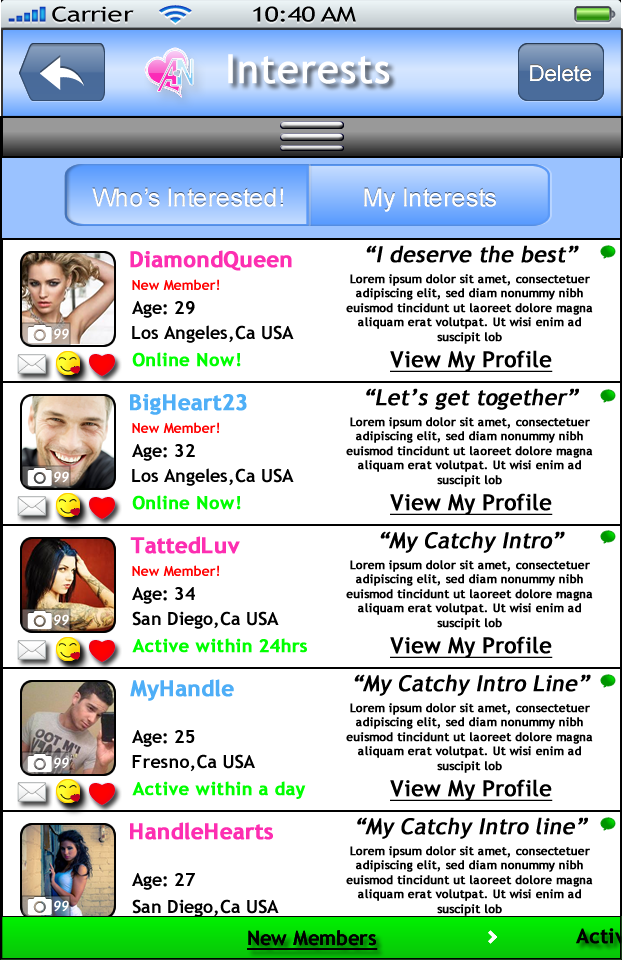 Carrier 10:40 AM
AN Interests Delete
Who's Interested! My Interests
DiamondQueen
New Member!
Age: 29
Los Angeles,Ca USA
Online Now!
99
“I deserve the best”
Lorem ipsum dolor sit amet, consectetuer
adipiscing elit, sed diam nonummy nibh
euismod tincidunt ut laoreet dolore magna
aliquam erat volutpat. Ut wisi enim ad
suscipit lob
View My Profile
BigHeart23
New Member!
Age: 32
Los Angeles,Ca USA
Online Now!
99
“Let’s get together”
Lorem ipsum dolor sit amet, consectetuer
adipiscing elit, sed diam nonummy nibh
euismod tincidunt ut laoreet dolore magna
aliquam erat volutpat. Ut wisi enim ad
suscipit lob
View My Profile
TattedLuv
New Member!
Age: 34
San Diego,Ca USA
Active within 24hrs
99
“My Catchy Intro”
Lorem ipsum dolor sit amet, consectetuer
adipiscing elit, sed diam nonummy nibh
euismod tincidunt ut laoreet dolore magna
aliquam erat volutpat. Ut wisi enim ad
suscipit lob
View My Profile
MyHandle
Age: 25
Fresno,Ca USA
Active within a day
99
“My Catchy Intro Line”
Lorem ipsum dolor sit amet, consectetuer
adipiscing elit, sed diam nonummy nibh
euismod tincidunt ut laoreet dolore magna
aliquam erat volutpat. Ut wisi enim ad
suscipit lob
View My Profile
HandleHearts
Age: 27
San Diego,Ca USA
99
“My Catchy Intro line”
Lorem ipsum dolor sit amet, consectetuer
adipiscing elit, sed diam nonummy nibh
euismod tincidunt ut laoreet dolore magna
aliquam erat volutpat. Ut wisi enim ad
suscipit lob
New Members